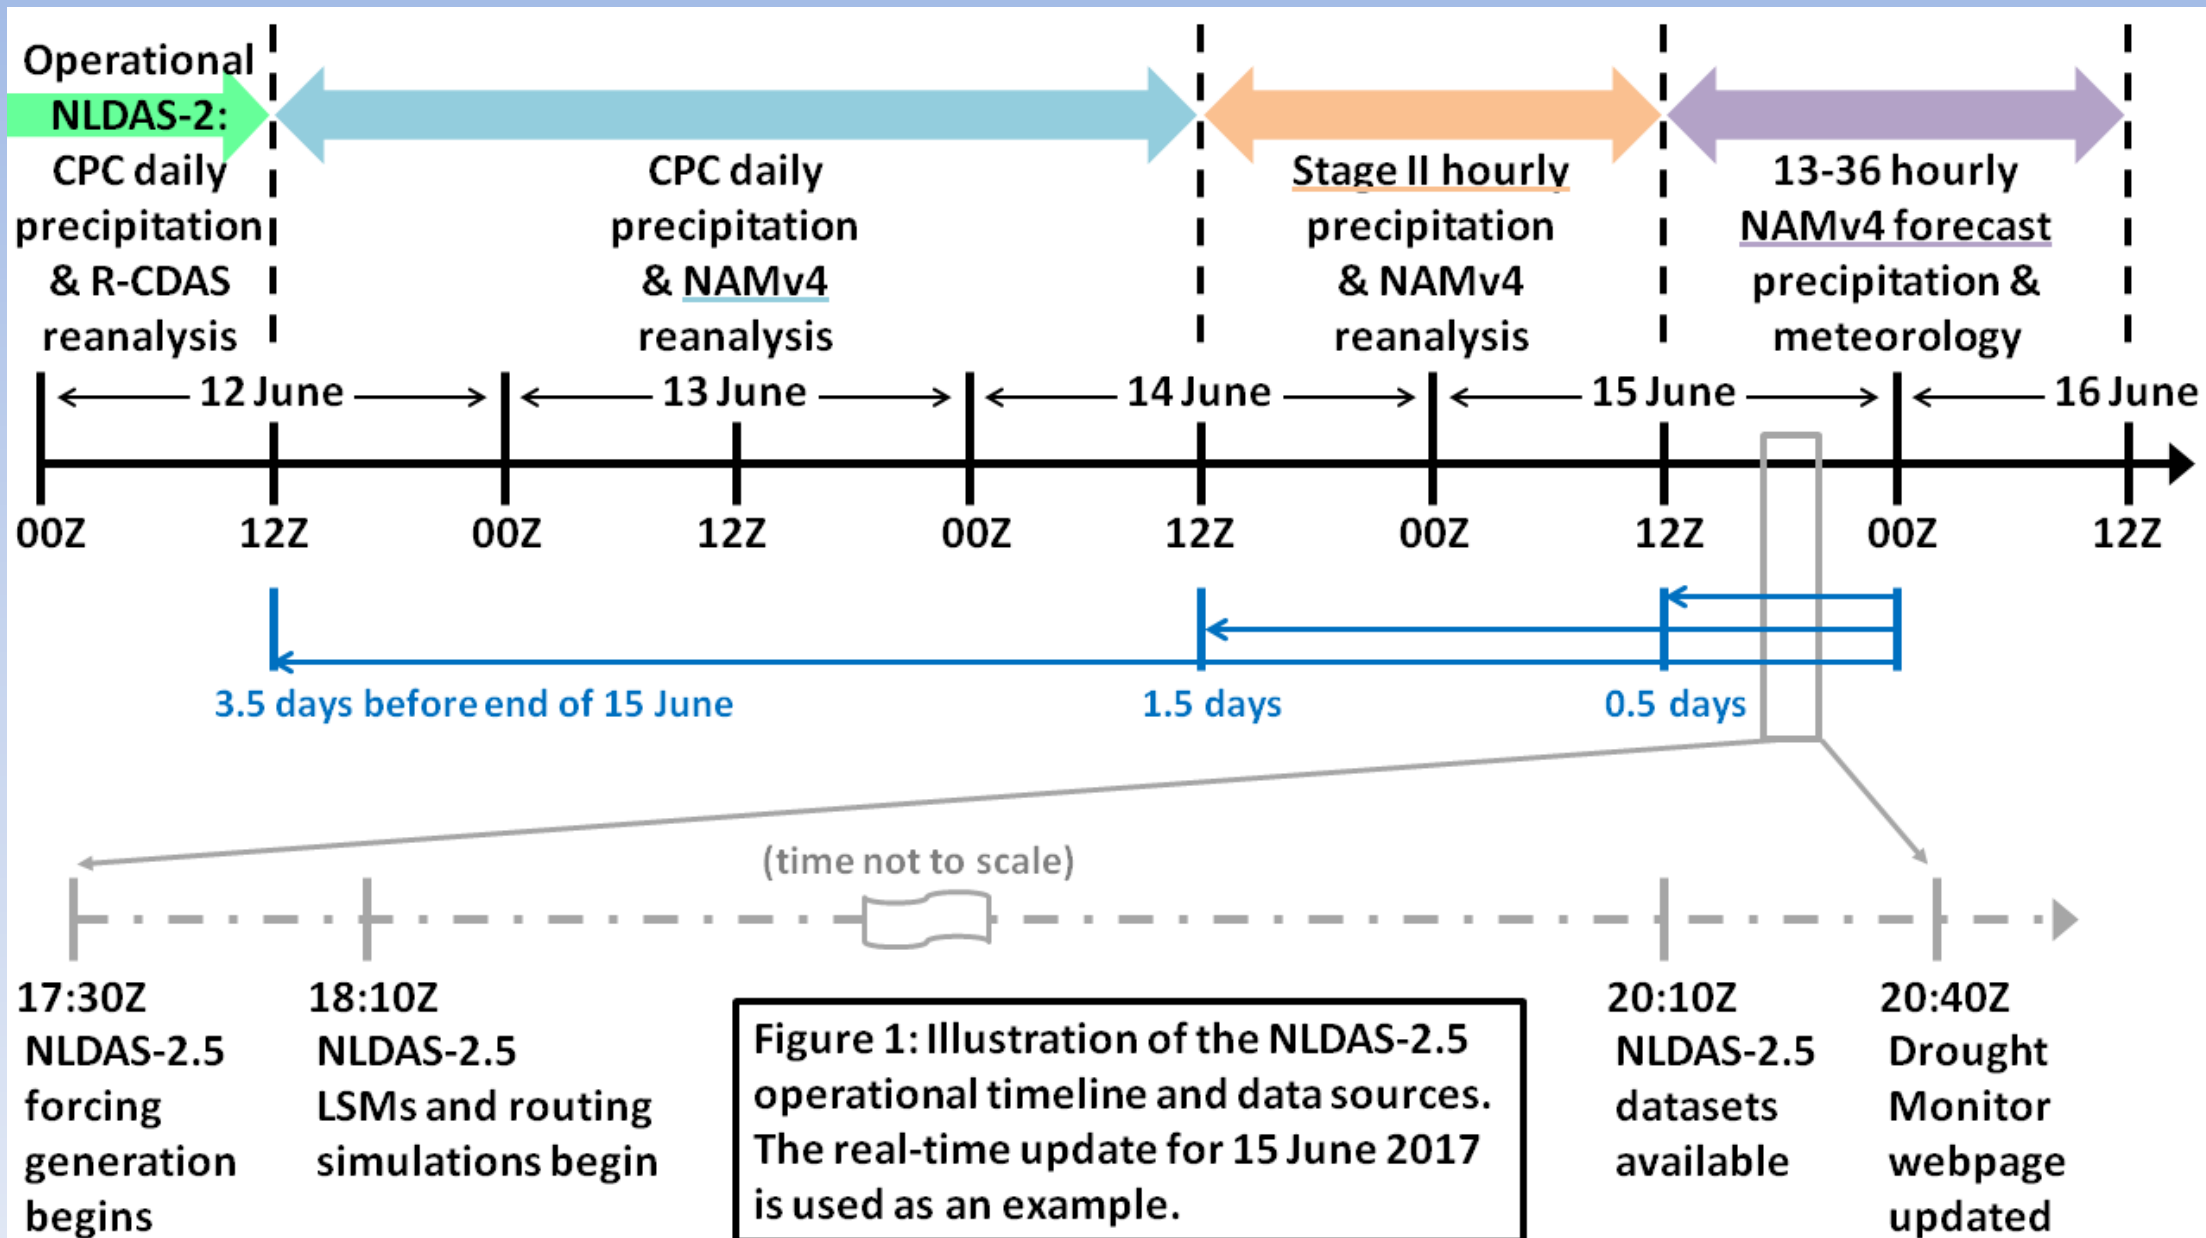 Operational
NLDAS-2:
CPC daily
precipitation
& R-CDAS
reanalysis
CPC daily
precipitation
& NAMv4
reanalysis
Stage II hourly
precipitation
& NAMv4
reanalysis
13-36 hourly
NAMv4 forecast
precipitation &
meteorology
12 June
13 June
14 June
15 June
16 June
00Z
12Z
00Z
12Z
00Z
12Z
00Z
12Z
00Z
12Z
3.5 days before end of 15 June
1.5 days
0.5 days
(time not to scale)
17:30Z
NLDAS-2.5
forcing
generation
begins
18:10Z
NLDAS-2.5
LSMs and routing
simulations begin
Figure 1: Illustration of the NLDAS-2.5
operational timeline and data sources.
The real-time update for 15 June 2017
is used as an example.
20:10Z
NLDAS-2.5
datasets
available
20:40Z
Drought
Monitor
webpage
updated